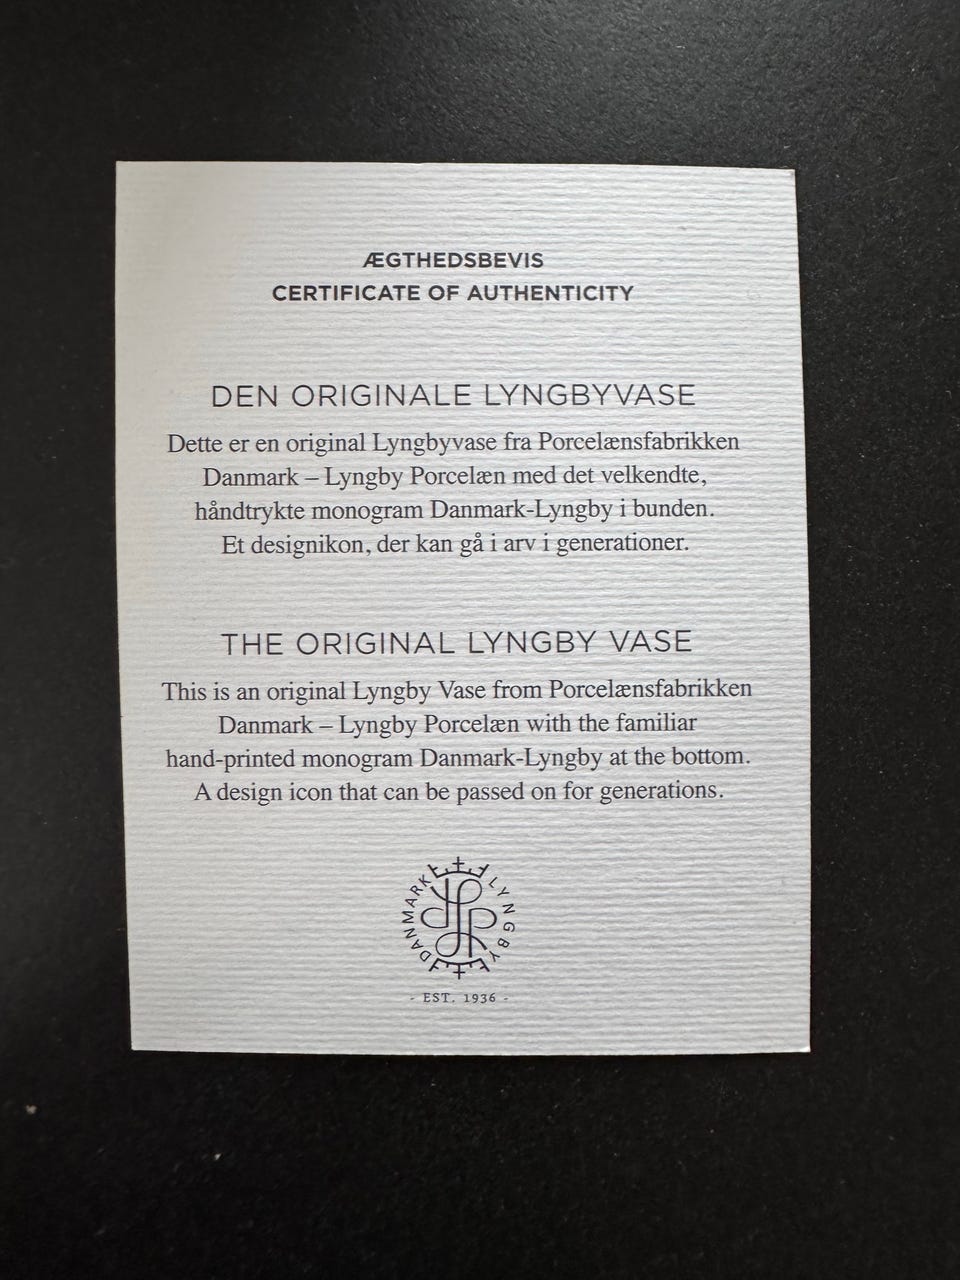 ÆGTHEDSBEVIS
CERTIFICATE OF AUTHENTICITY
DEN ORIGINALE LYNGBYVASE
Dette er en original Lyngbyvase fra Porcelænsfabrikken
Danmark – Lyngby Porcelæn med det velkendte,
håndtrykte monogram Danmark-Lyngby i bunden.
Et designikon, der kan gå i arv i generationer.
THE ORIGINAL LYNGBY VASE
This is an original Lyngby Vase from Porcelænsfabrikken
Danmark – Lyngby Porcelæn with the familiar
hand-printed monogram Danmark-Lyngby at the bottom.
A design icon that can be passed on for generations.
DANMARK LYNGBY
- EST. 1936 -